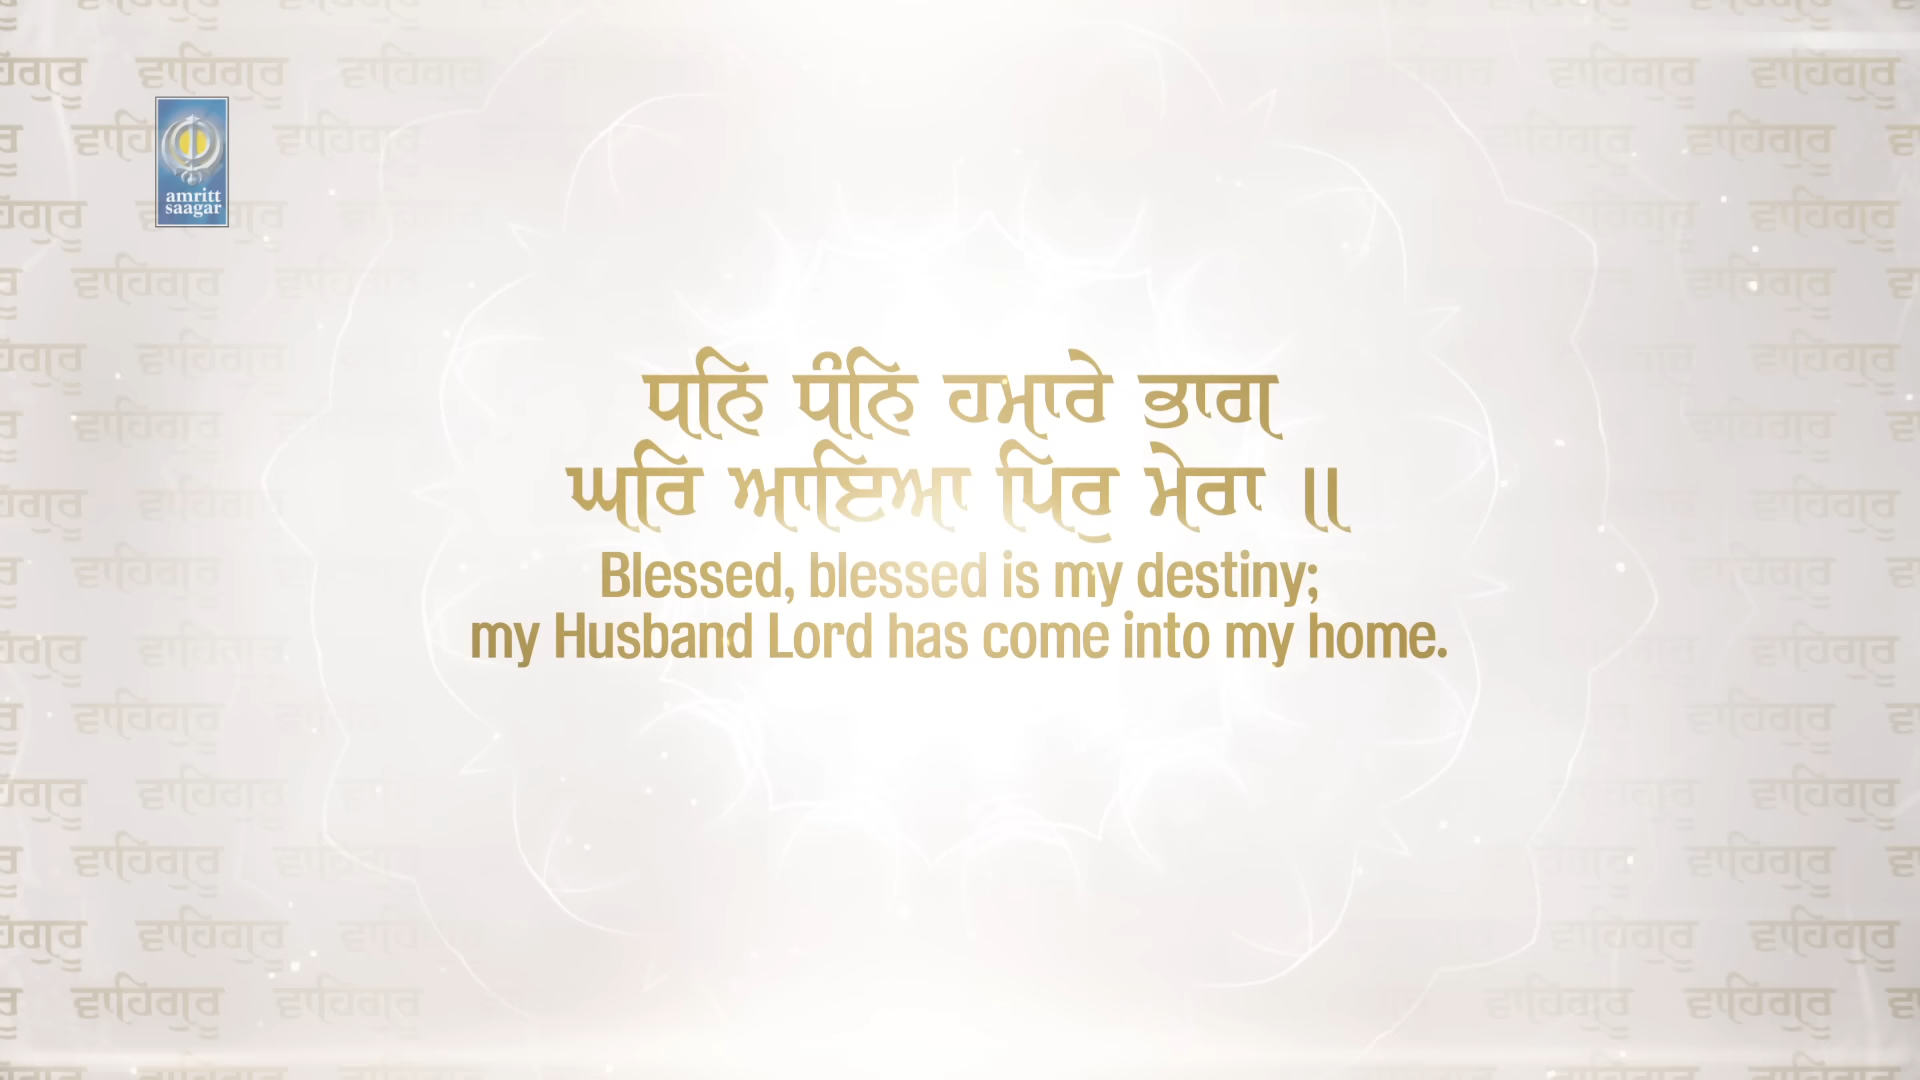 amritt
saagar
ਧਨਿ ਧੰਨਿ ਹਮਾਰੇ ਭਾਗ
ਘਰਿ ਆਇਆ ਪਿਰੁ ਮੇਰਾ ॥
Blessed, blessed is my destiny;
my Husband Lord has come into my home.
ਵਾਹਿਗੁਰੂ